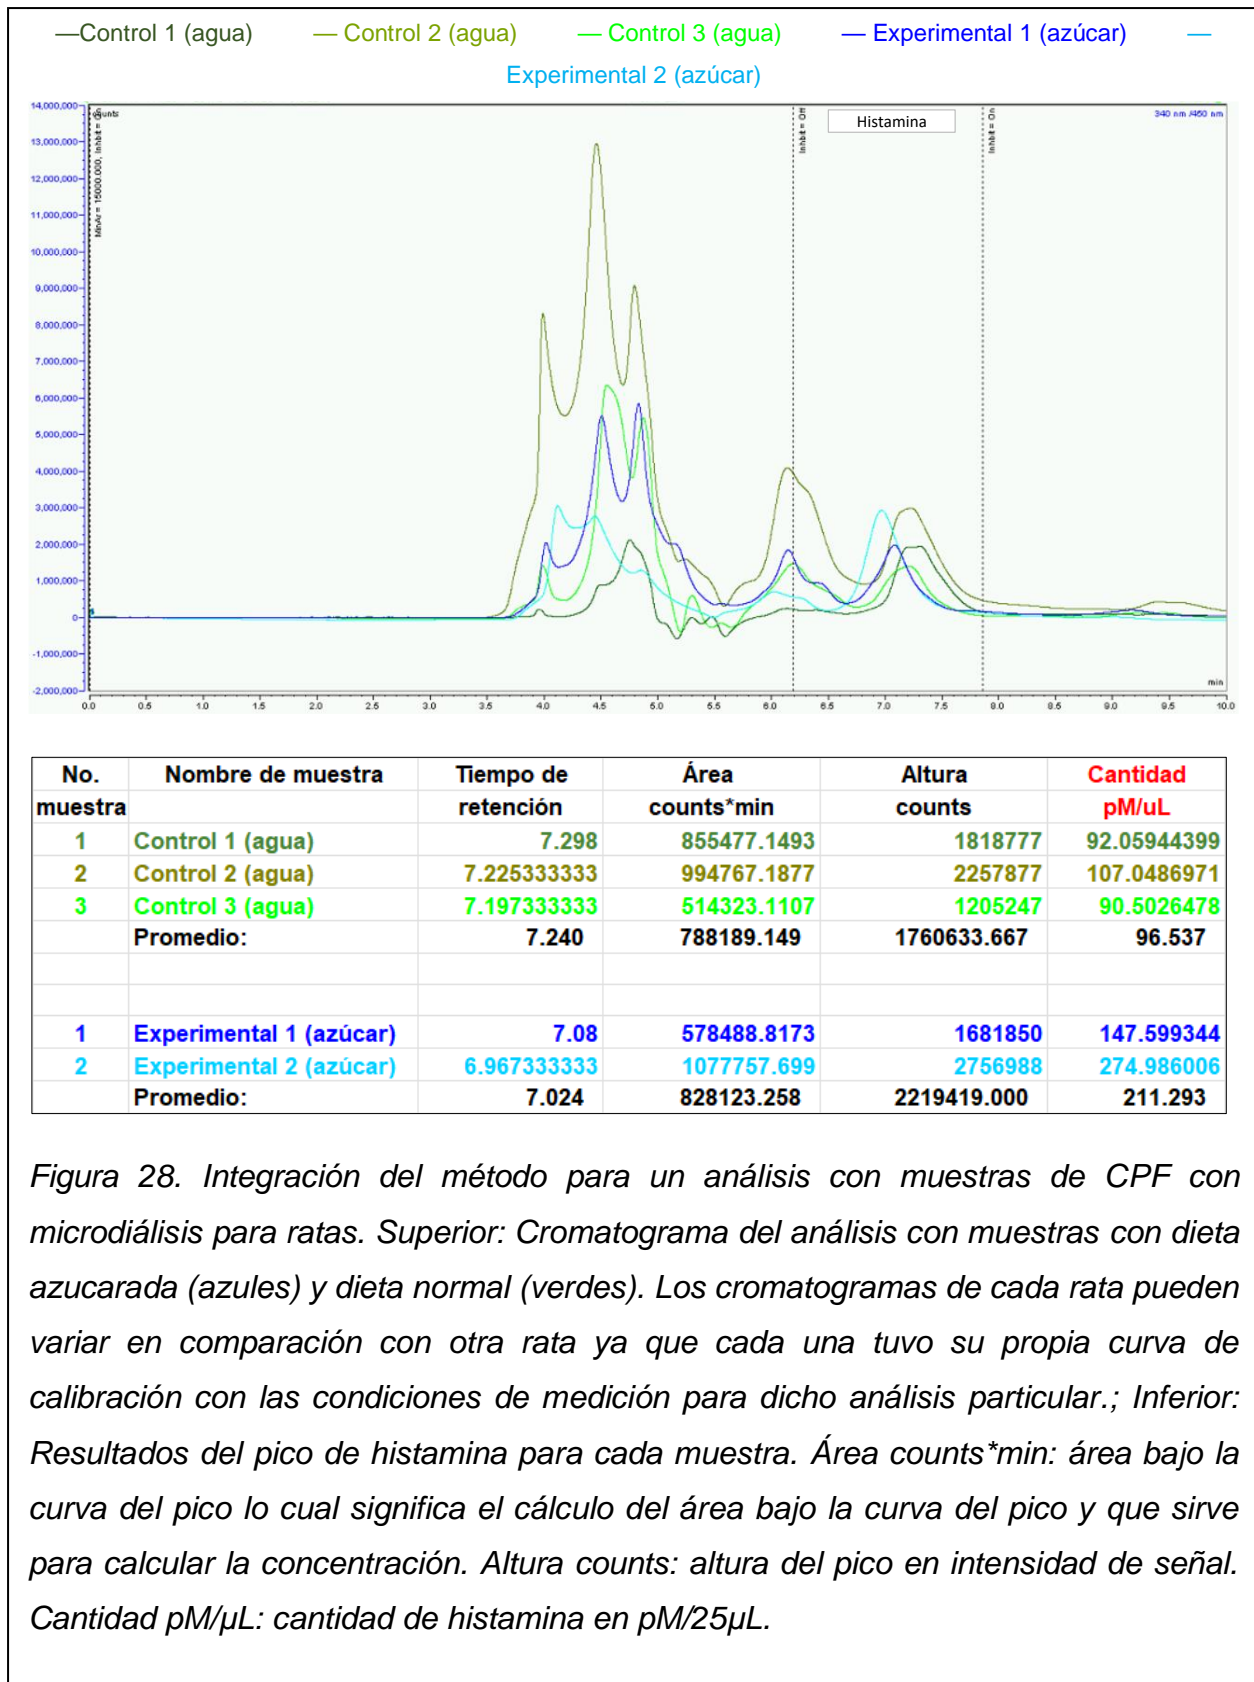 —Control 1 (agua) — Control 2 (agua) — Control 3 (agua) — Experimental 1 (azúcar) —
Experimental 2 (azúcar)
14,000,000
counts
MinAr = 15000.000, Inhibit = On
Inhibit = Off
Histamina
Inhibit = On
340 nm /450 nm
13,000,000
12,000,000
11,000,000
10,000,000
9,000,000
8,000,000
7,000,000
6,000,000
5,000,000
4,000,000
3,000,000
2,000,000
1,000,000
0
-1,000,000
-2,000,000
min
0.0 0.5 1.0 1.5 2.0 2.5 3.0 3.5 4.0 4.5 5.0 5.5 6.0 6.5 7.0 7.5 8.0 8.5 9.0 9.5 10.0
No. Nombre de muestra Tiempo de Área Altura Cantidad
muestra retención counts*min counts pM/uL
1 Control 1 (agua) 7.298 855477.1493 1818777 92.05944399
2 Control 2 (agua) 7.225333333 994767.1877 2257877 107.0486971
3 Control 3 (agua) 7.197333333 514323.1107 1205247 90.5026478
Promedio: 7.240 788189.149 1760633.667 96.537
1 Experimental 1 (azúcar) 7.08 578488.8173 1681850 147.599344
2 Experimental 2 (azúcar) 6.967333333 1077757.699 2756988 274.986006
Promedio: 7.024 828123.258 2219419.000 211.293
Figura 28. Integración del método para un análisis con muestras de CPF con
microdiálisis para ratas. Superior: Cromatograma del análisis con muestras con dieta
azucarada (azules) y dieta normal (verdes). Los cromatogramas de cada rata pueden
variar en comparación con otra rata ya que cada una tuvo su propia curva de
calibración con las condiciones de medición para dicho análisis particular.; Inferior:
Resultados del pico de histamina para cada muestra. Área counts*min: área bajo la
curva del pico lo cual significa el cálculo del área bajo la curva del pico y que sirve
para calcular la concentración. Altura counts: altura del pico en intensidad de señal.
Cantidad pM/μL: cantidad de histamina en pM/25μL.